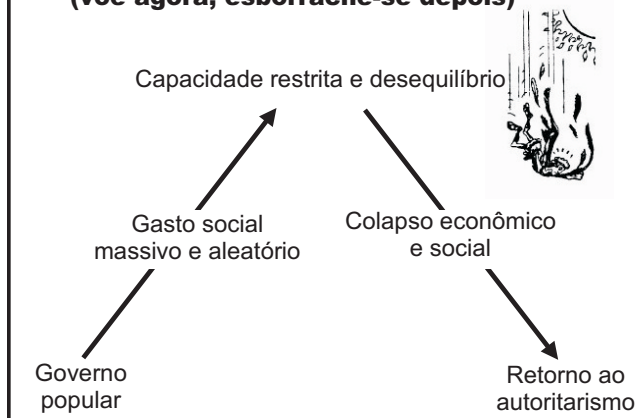 (voe agora, esborrache-se depois)
Capacidade restrita e desequilíbrio
Gasto social
massivo e aleatório
Colapso econômico
e social
Governo
popular
Retorno ao
autoritarismo